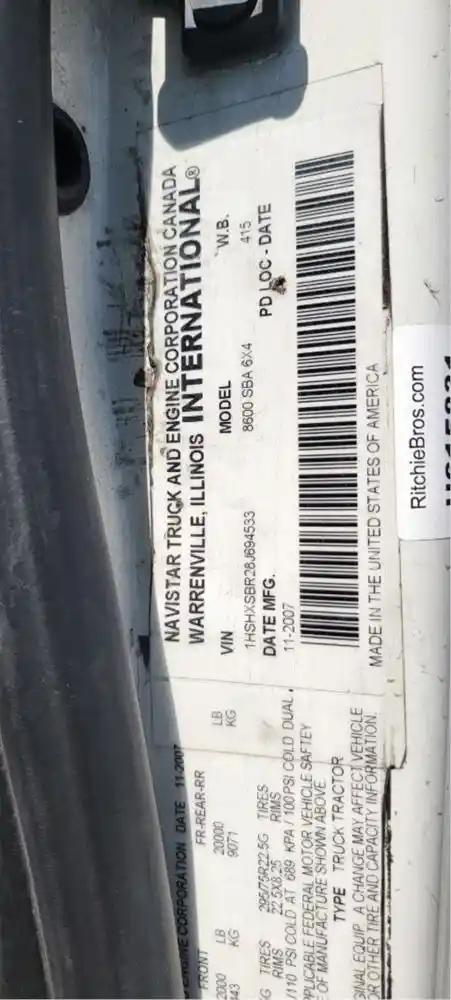 NAVISTAR TRUCK AND ENGINE CORPORATION CANADA
WARRENVILLE, ILLINOIS INTERNATIONAL®
VIN MODEL W.B.
1HSHXSBR28J694533 8600 SBA 6X4 415
DATE MFG. PD LOC - DATE
11-2007
MADE IN THE UNITED STATES OF AMERICA
RitchieBros.com
ENGINE CORPORATION DATE 11-2007
FRONT FR-REAR-RR
LB 20000 LB
KG 9071 KG
TIRES 295/75R22.5G TIRES
RIMS 22.5X8.25 RIMS
110 PSI COLD AT 689 KPA / 100 PSI COLD DUAL
FEDERAL MOTOR VEHICLE SAFTEY
OF MANUFACTURE SHOWN ABOVE
TYPE TRUCK TRACTOR
EQUIP. A CHANGE MAY AFFECT VEHICLE
OTHER TIRE AND CAPACITY INFORMATION.